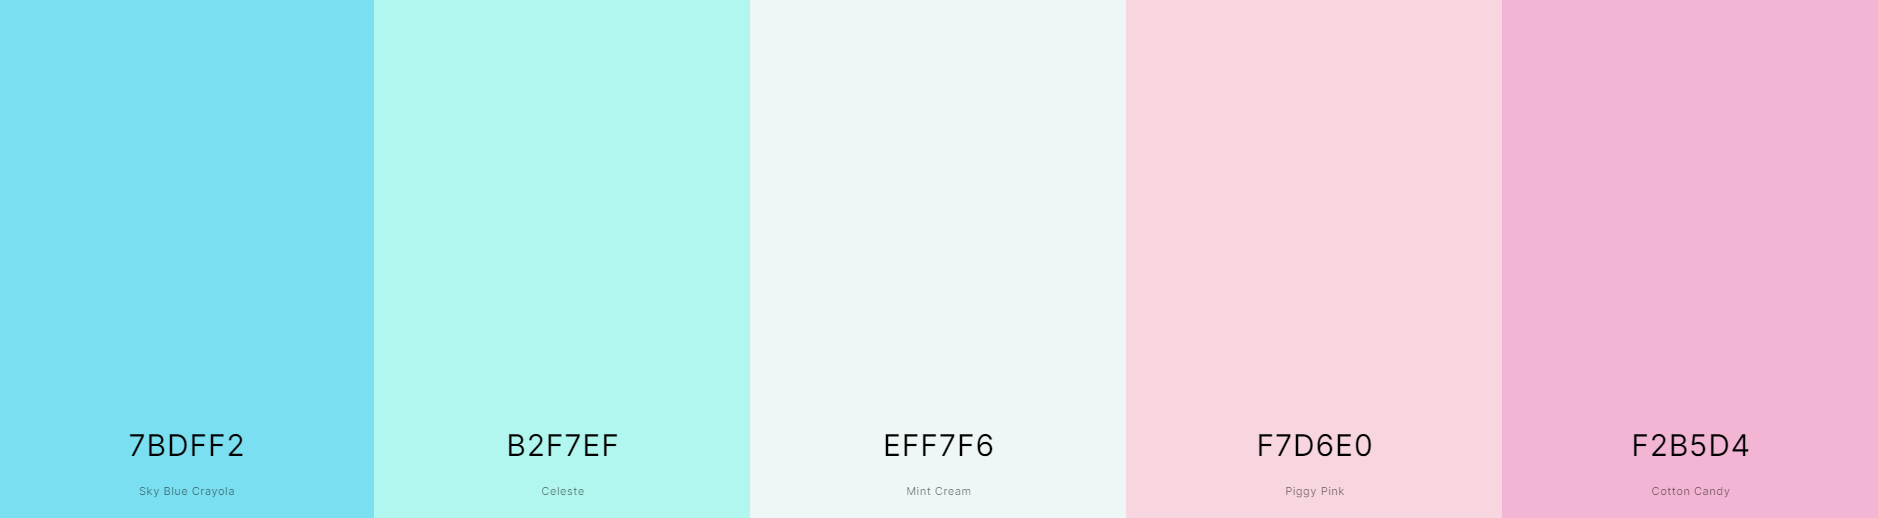 7BDFF2
Sky Blue Crayola
B2F7EF
Celeste
EFF7F6
Mint Cream
F7D6E0
Piggy Pink
F2B5D4
Cotton Candy